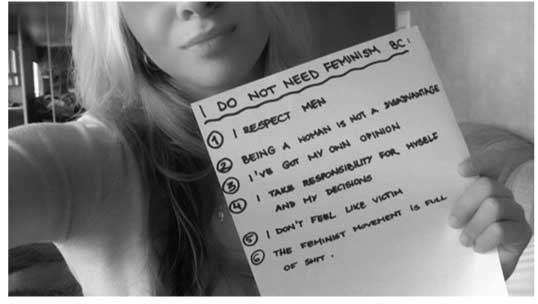 I DO NOT NEED FEMINISM BC:
1 I RESPECT MEN
2 BEING A WOMAN IS NOT A DISADVANTAGE
3 I'VE GOT MY OWN OPINION
4 I TAKE RESPONSIBILITY FOR MYSELF
AND MY DECISIONS
5 I DON'T FEEL LIKE VICTIM
6 THE FEMINIST MOVEMENT IS FULL
OF SHIT.